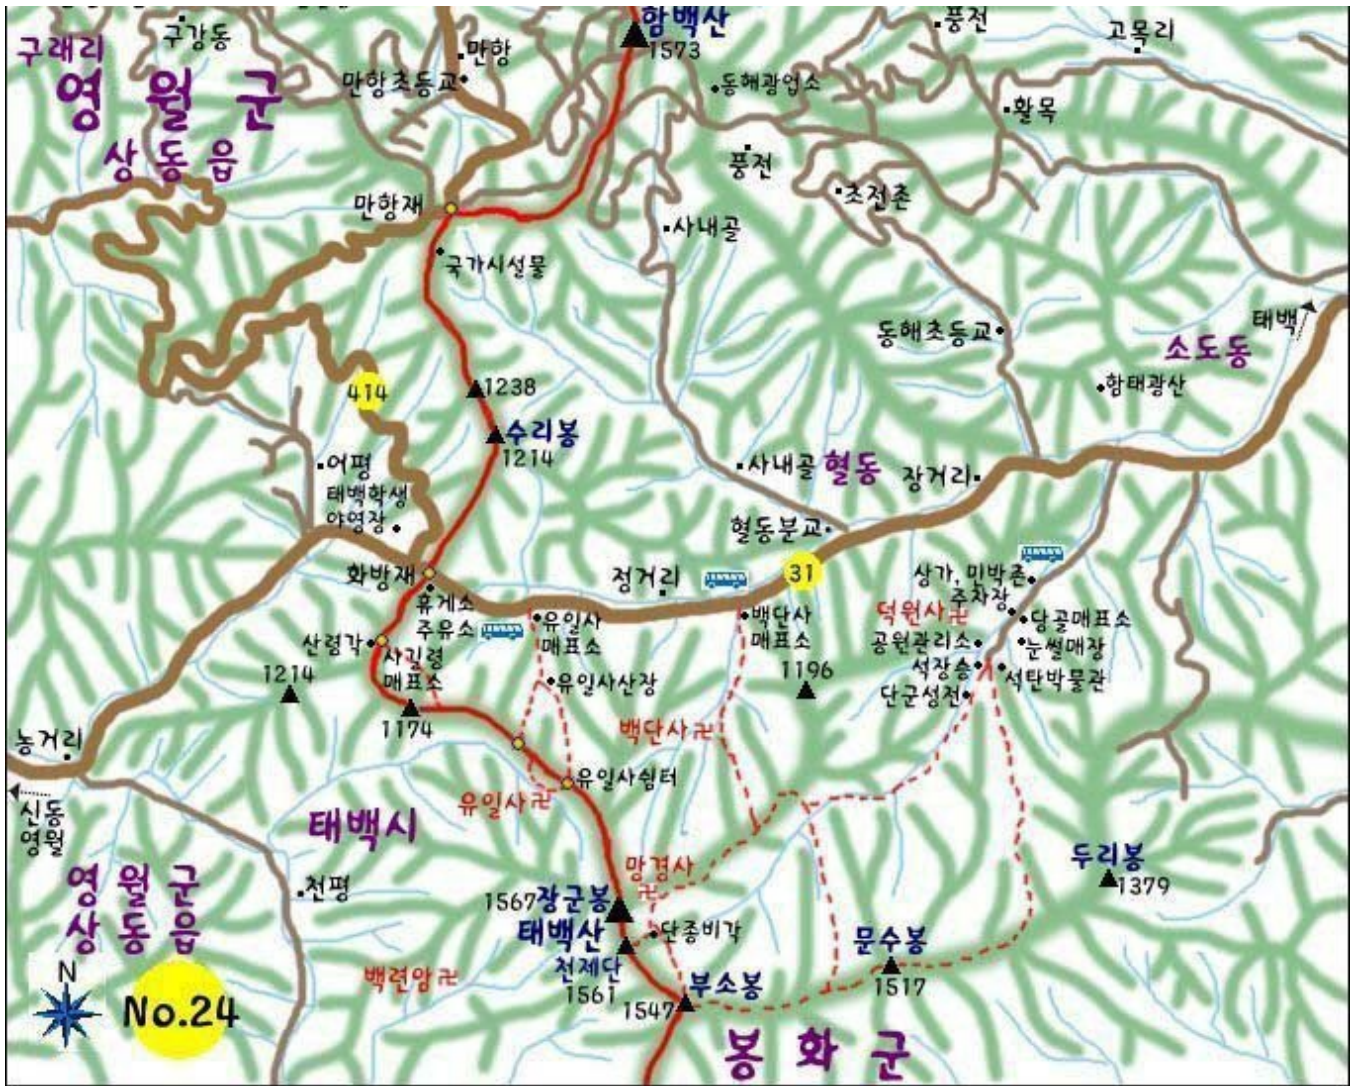 함백산
1573
구래리
구강동
영월군
상동읍
만항
만항초등교
풍전
고목리
동해광업소
활목
풍전
초전촌
만항재
사내골
국가시설물
태백
동해초등교
소도동
함태광산
1238
414
수리봉
1214
어평
태백학생
야영장
사내골
혈동
장거리
혈동분교
화방재
정거리
31
상가, 민박촌
주차장
휴게소
주유소
유일사
매표소
백단사
매표소
덕원사卍
당골매표소
공원관리소
눈썰매장
산령각
사길령
매표소
석장승
석탄박물관
단군성전
1214
유일사산장
1196
1174
백단사卍
농거리
유일사쉼터
유일사卍
신동
영월
태백시
망경사
卍
두리봉
1379
영월군
상동읍
천평
1567
장군봉
태백산
단종비각
천제단
1561
문수봉
1517
백련암卍
부소봉
1547
N
No.24
봉화군